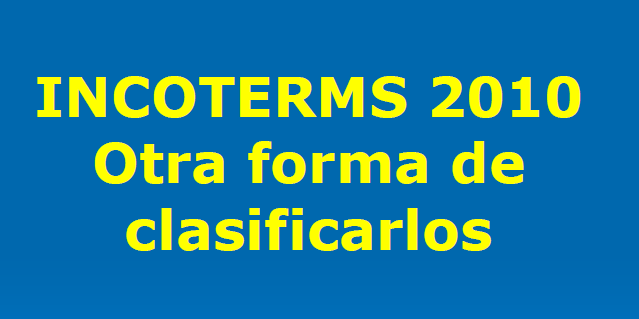 INCOTERMS 2010
Otra forma de
clasificarlos